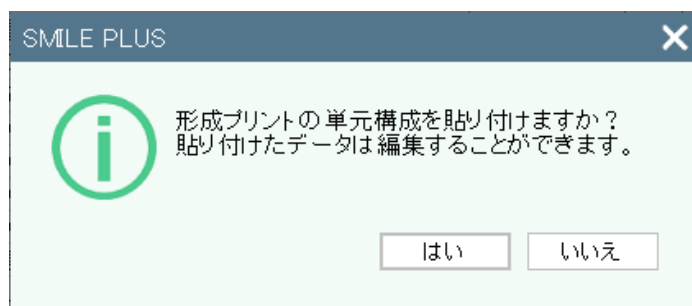 SMILE PLUS
形成プリントの単元構成を貼り付けますか？
貼り付けたデータは編集することができます。
はい
いいえ